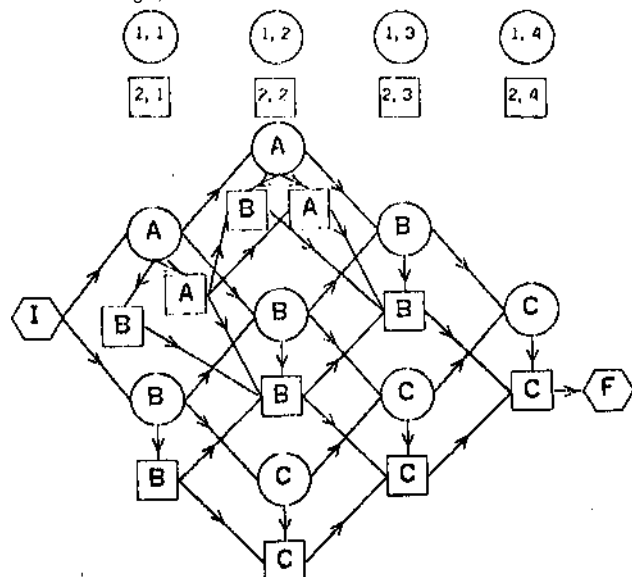 1, 1 1, 2 1, 3 1, 4
2, 1 2, 2 2, 3 2, 4
A
B A
A B
A
I B B B C
B B C C F
B C C
C